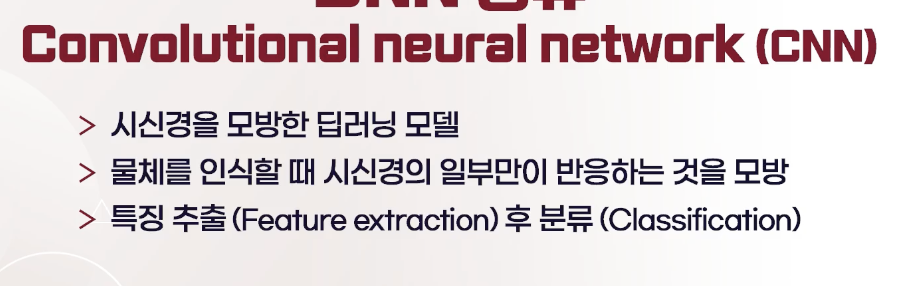 Convolutional neural network (CNN)
> 시신경을 모방한 딥러닝 모델
> 물체를 인식할 때 시신경의 일부만이 반응하는 것을 모방
> 특징 추출 (Feature extraction) 후 분류 (Classification)